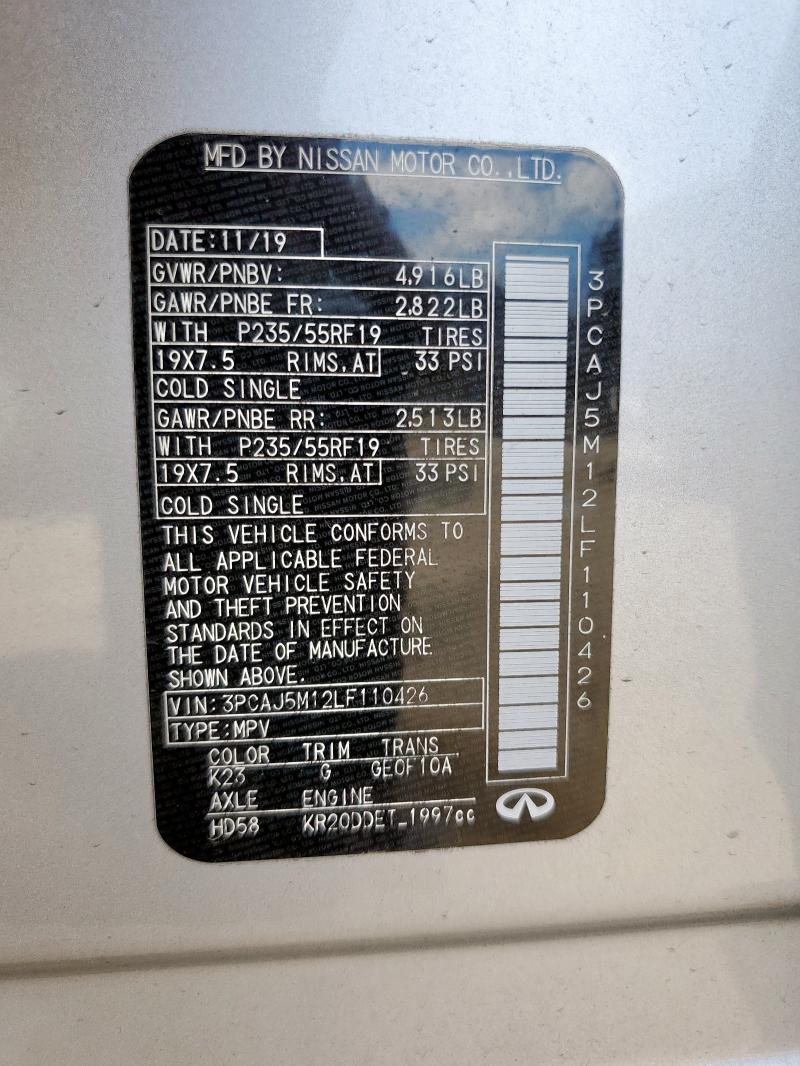 MFD BY NISSAN MOTOR CO.,LTD.
DATE:11/19
GVWR/PNBV: 4,916LB
GAWR/PNBE FR: 2,822LB
WITH P235/55RF19 TIRES
19X7.5 RIMS,AT 33 PSI
COLD SINGLE
GAWR/PNBE RR: 2,513LB
WITH P235/55RF19 TIRES
19X7.5 RIMS,AT 33 PSI
COLD SINGLE
THIS VEHICLE CONFORMS TO
ALL APPLICABLE FEDERAL
MOTOR VEHICLE SAFETY
AND THEFT PREVENTION
STANDARDS IN EFFECT ON
THE DATE OF MANUFACTURE
SHOWN ABOVE.
VIN:3PCAJ5M12LF110426
TYPE:MPV
COLOR TRIM TRANS
K23 G GE0F10A
AXLE ENGINE
HD58 KR20DDET_1997cc
3PCAJ5M12LF110426